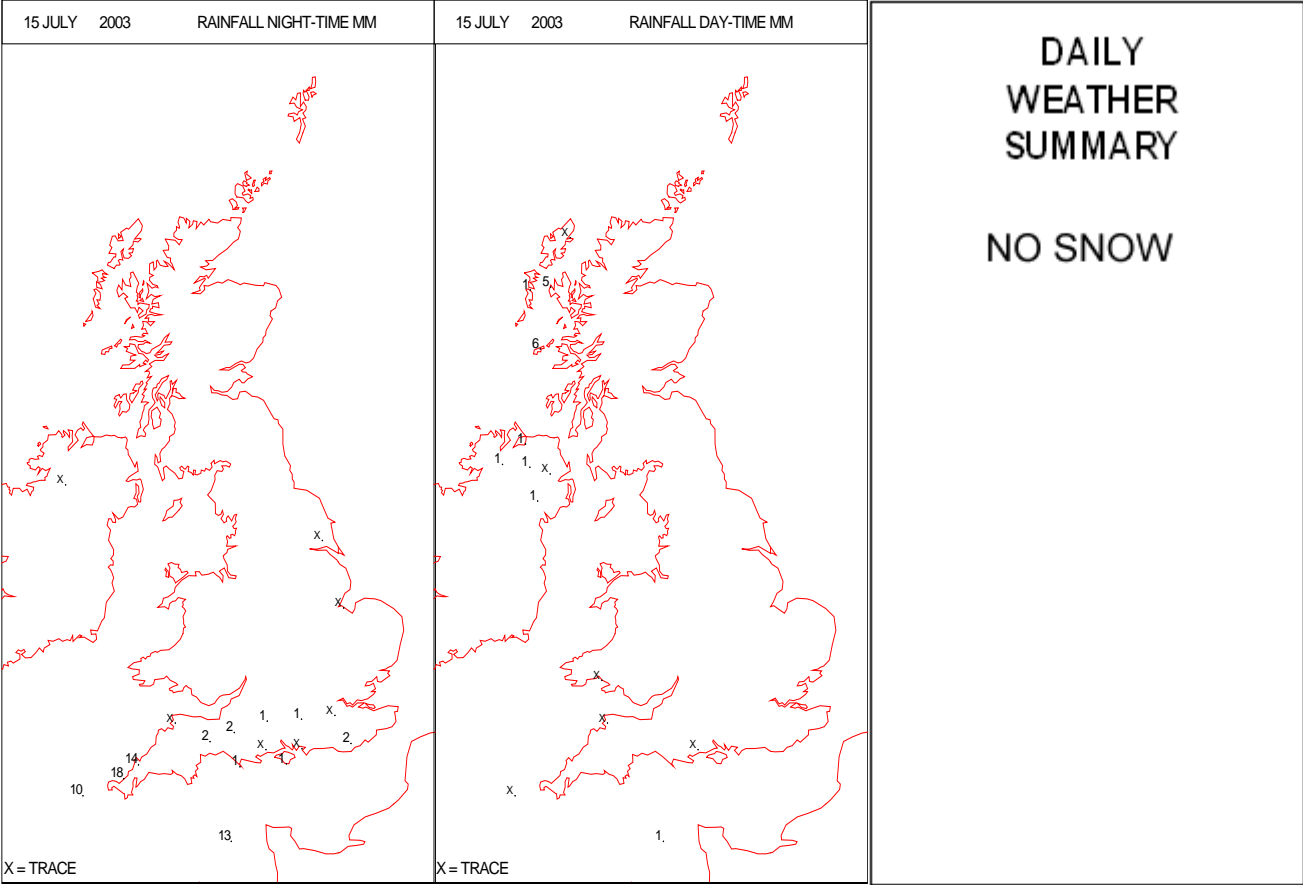 15 JULY 2003 RAINFALL NIGHT-TIME MM
X.
X.
X.
X.
1.
1.
X.
2.
2.
X.
X.
2.
14.
1.
1.
18.
10.
13.
X = TRACE
15 JULY 2003 RAINFALL DAY-TIME MM
X.
1.
5.
6.
1.
1.
1.
X.
1.
X.
X.
X.
X.
1.
X = TRACE
DAILY
WEATHER
SUMMARY
NO SNOW